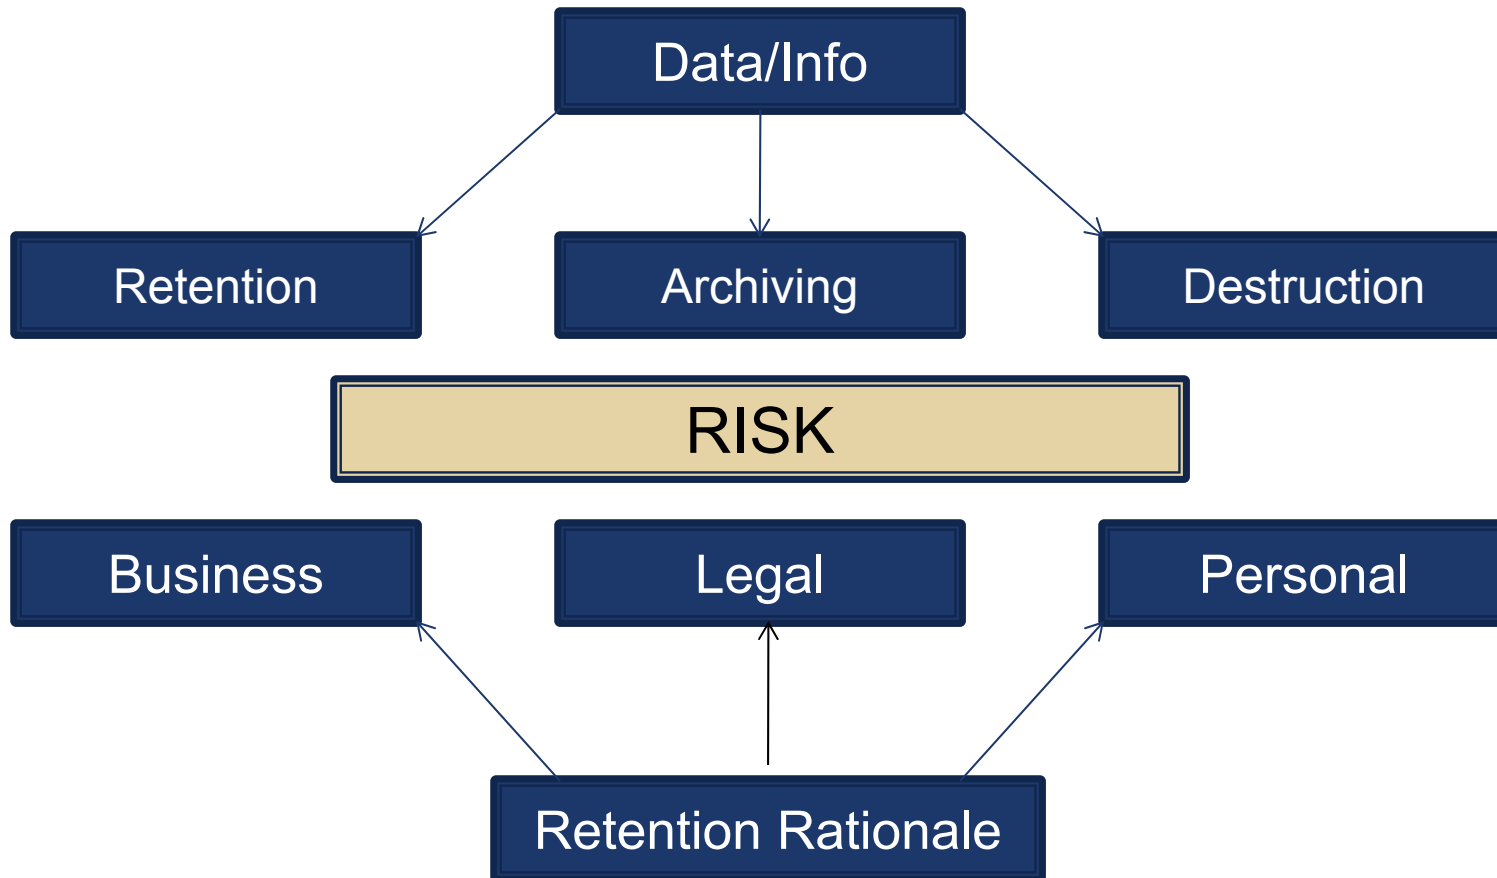 Data/Info
Retention
Archiving
Destruction
RISK
Business
Legal
Personal
Retention Rationale